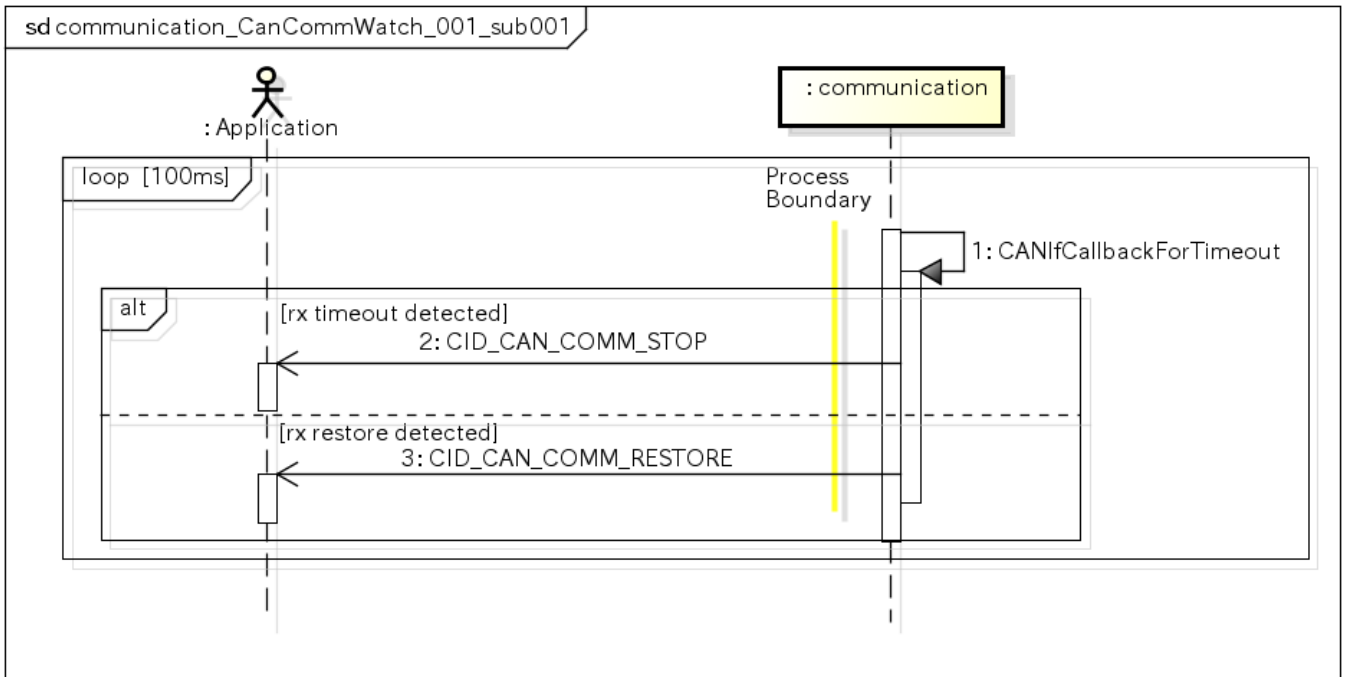 sd communication_CanCommWatch_001_sub001
: Application
: communication
loop [100ms]
Process
Boundary
1: CANIfCallbackForTimeout
alt
[rx timeout detected]
2: CID_CAN_COMM_STOP
[rx restore detected]
3: CID_CAN_COMM_RESTORE